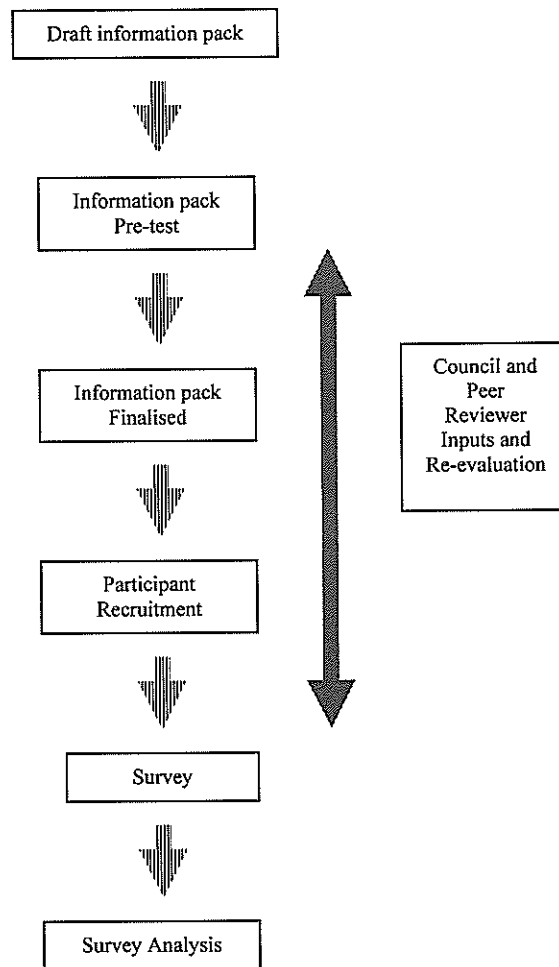 Draft information pack
Information pack
Pre-test
Information pack
Finalised
Participant
Recruitment
Survey
Survey Analysis
Council and
Peer
Reviewer
Inputs and
Re-evaluation